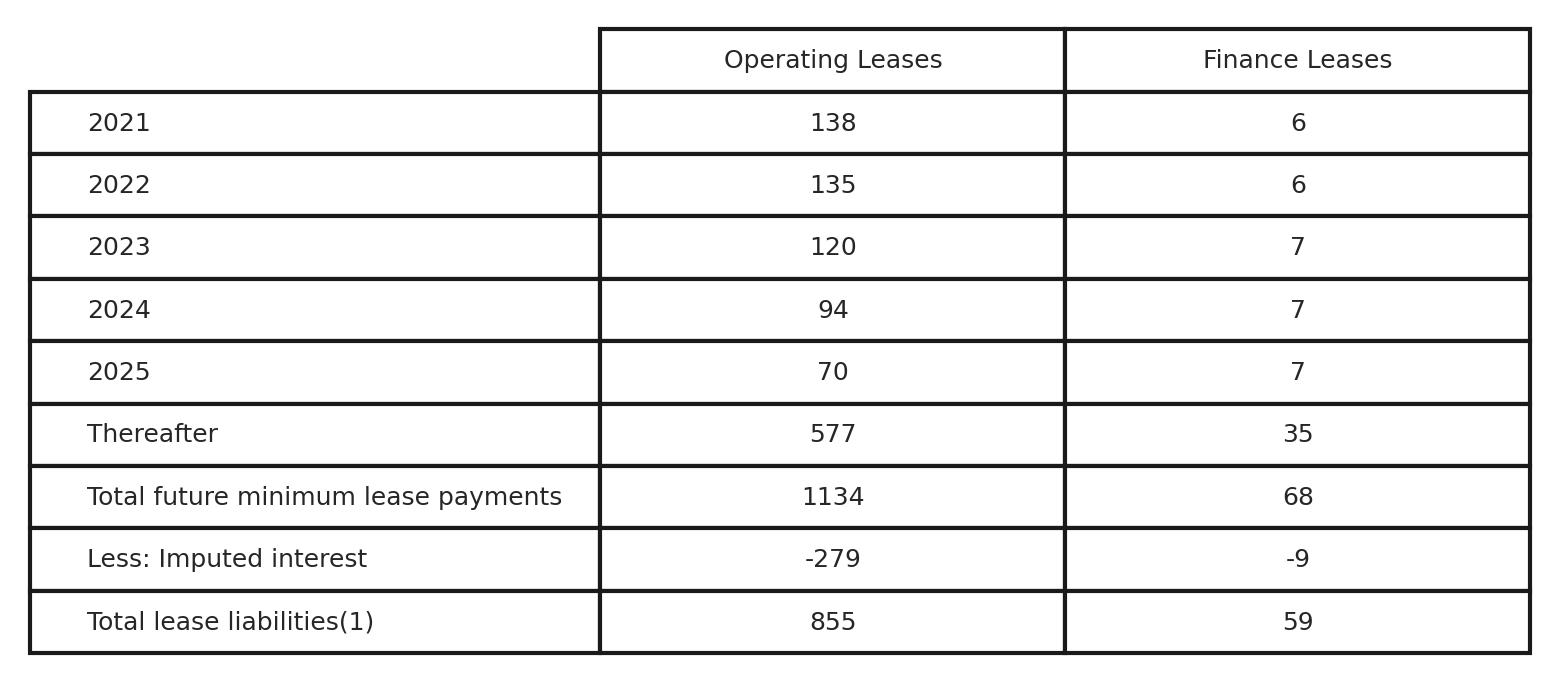 Operating Leases Finance Leases
2021 138 6
2022 135 6
2023 120 7
2024 94 7
2025 70 7
Thereafter 577 35
Total future minimum lease payments 1134 68
Less: Imputed interest -279 -9
Total lease liabilities(1) 855 59